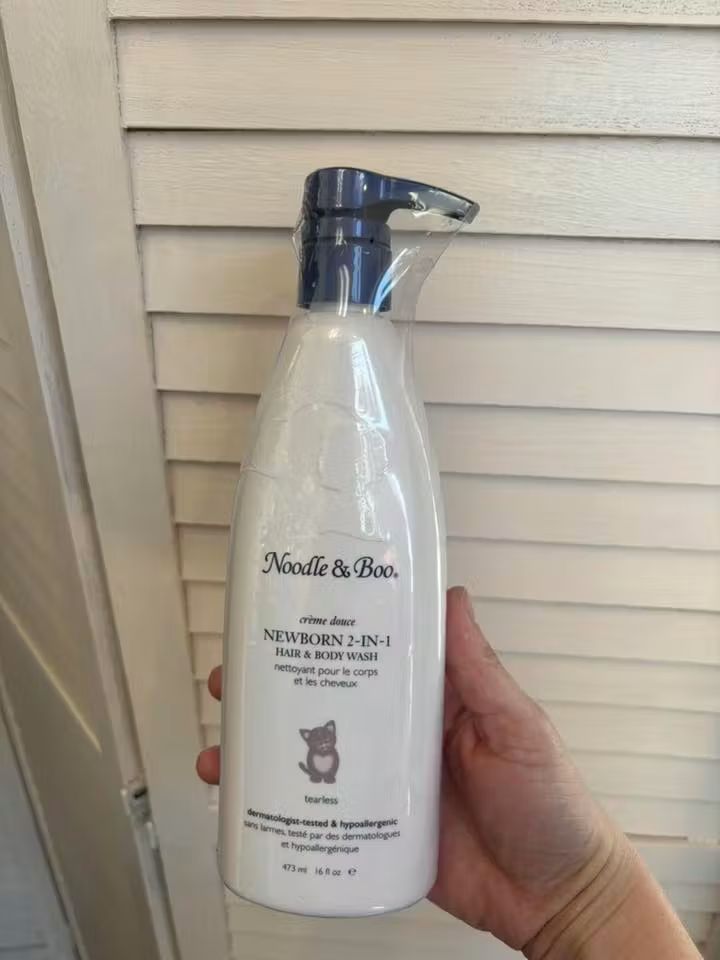 Noodle & Boo®
crème douce
NEWBORN 2-IN-1
HAIR & BODY WASH
nettoyant pour le corps
et les cheveux
tearless
dermatologist-tested & hypoallergenic
sans larmes, testé par des dermatologues
et hypoallergénique
473 ml 16 fl oz ℮